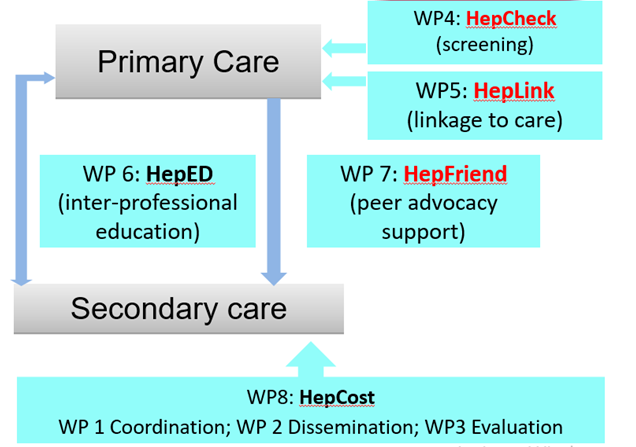 WP4: HepCheck
(screening)
Primary Care
WP5: HepLink
(linkage to care)
WP 6: HepED
(inter-professional
education)
WP 7: HepFriend
(peer advocacy
support)
Secondary care
WP8: HepCost
WP 1 Coordination; WP 2 Dissemination; WP3 Evaluation